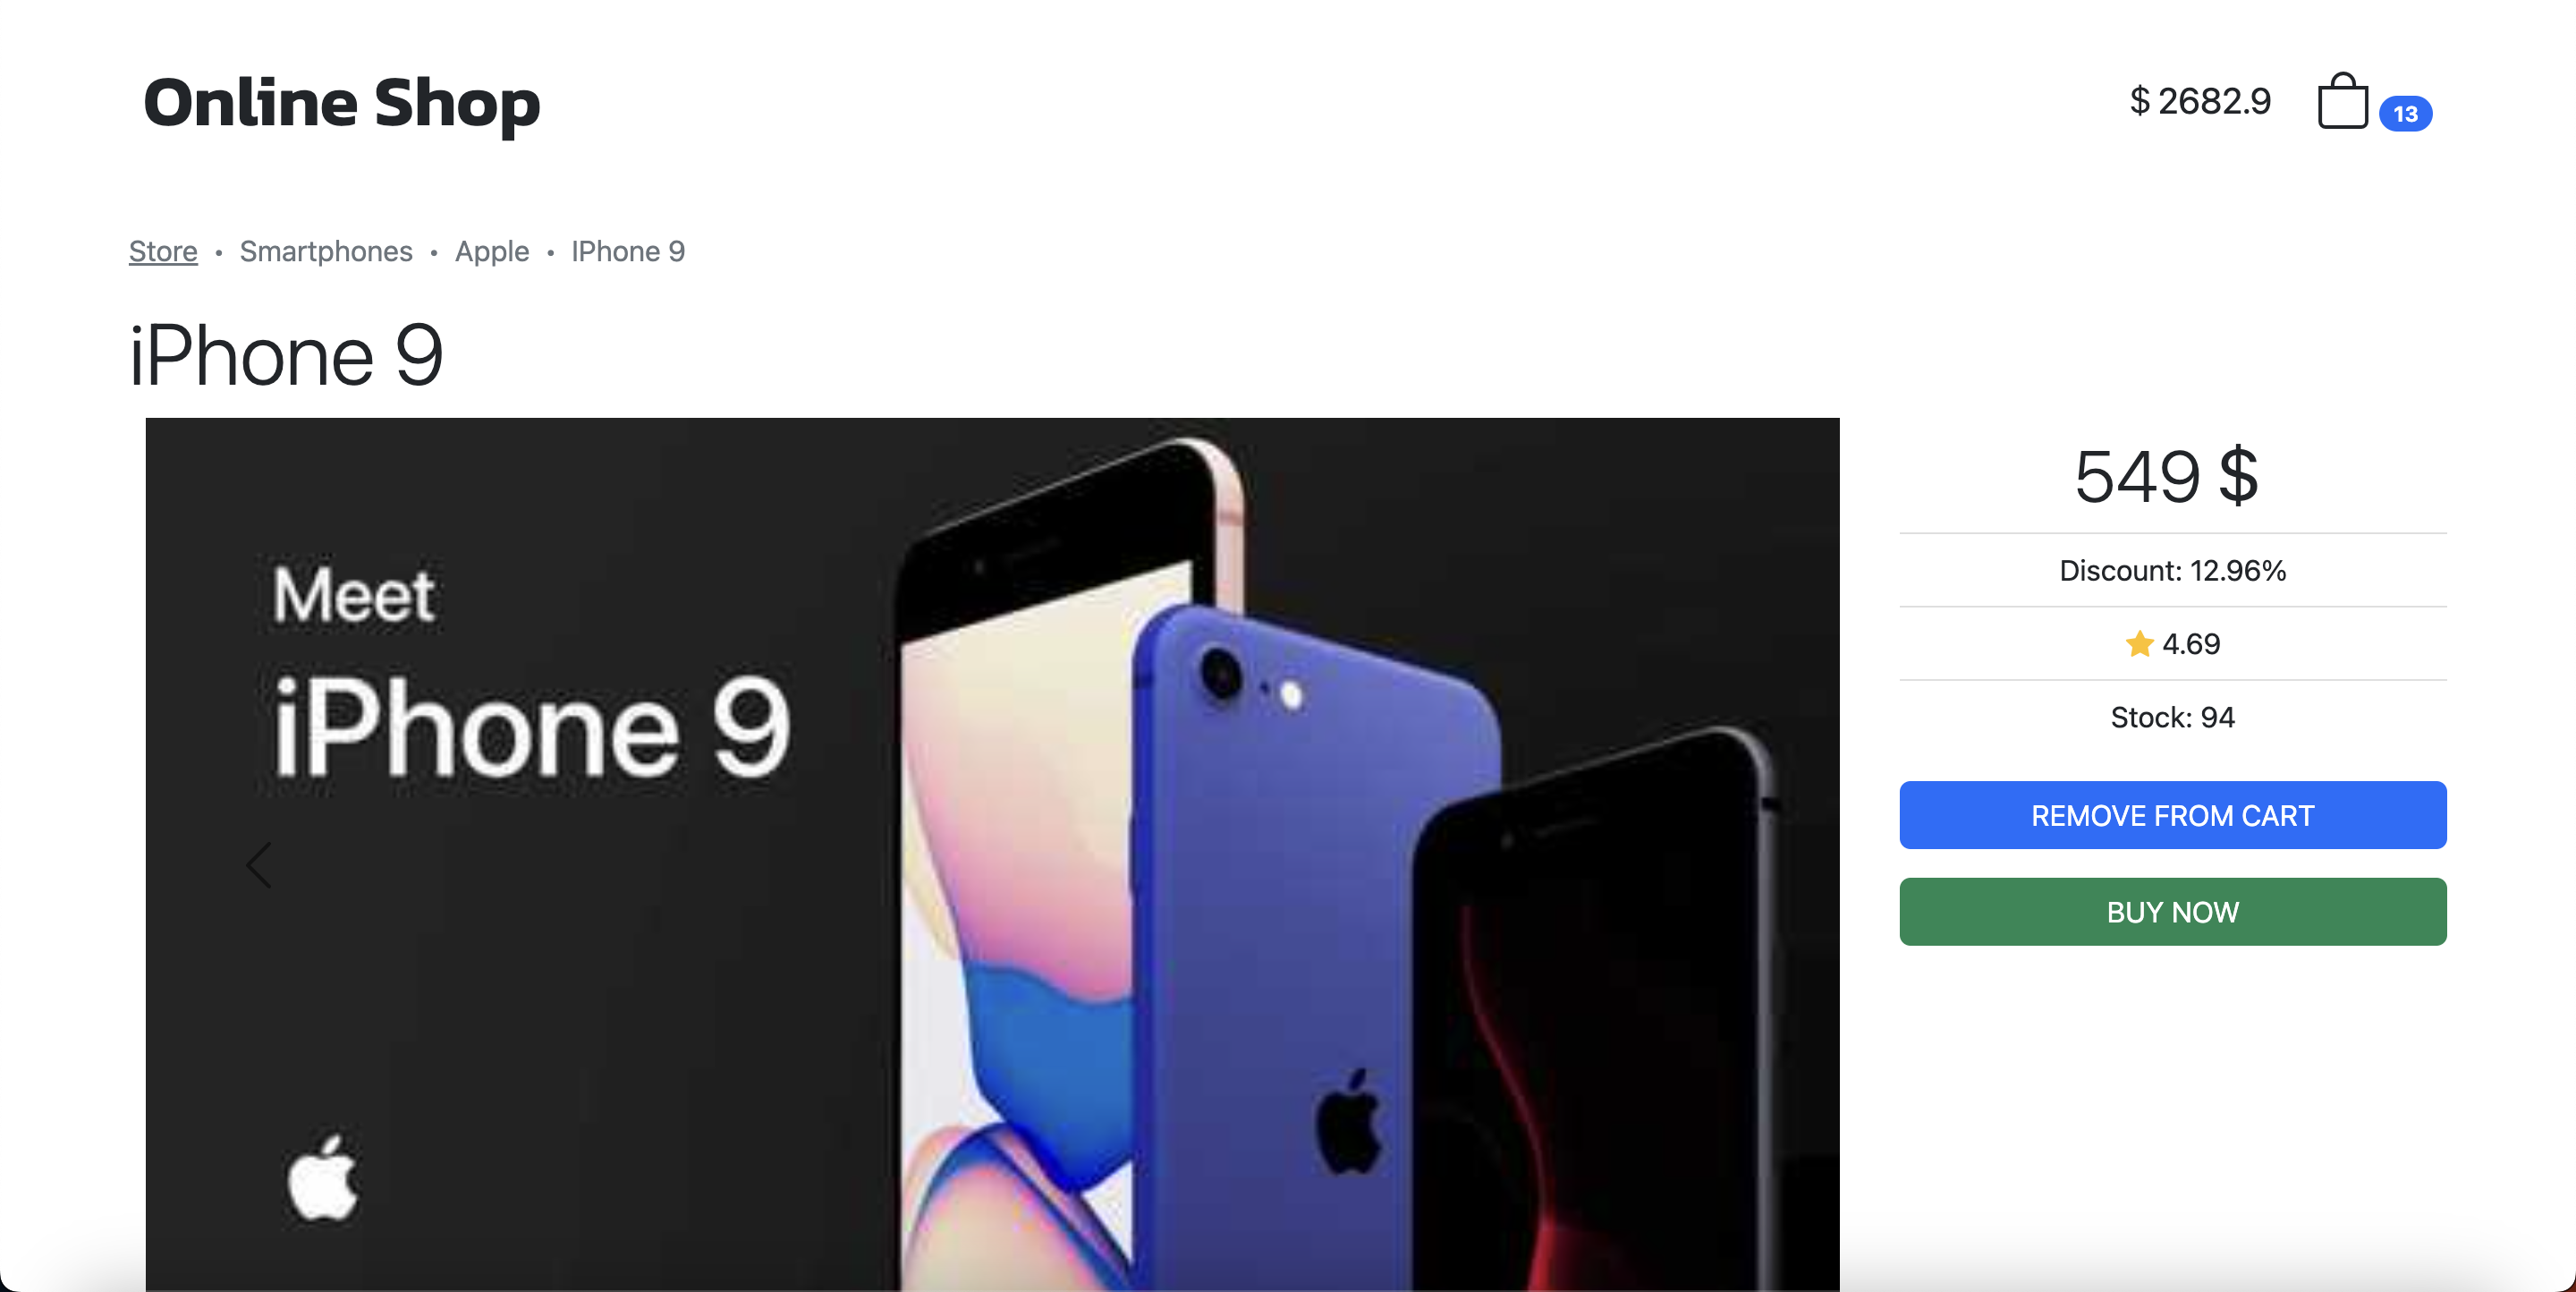 Online Shop
$ 2682.9
13
Store • Smartphones • Apple • IPhone 9
iPhone 9
Meet
iPhone 9
549 $
Discount: 12.96%
4.69
Stock: 94
REMOVE FROM CART
BUY NOW